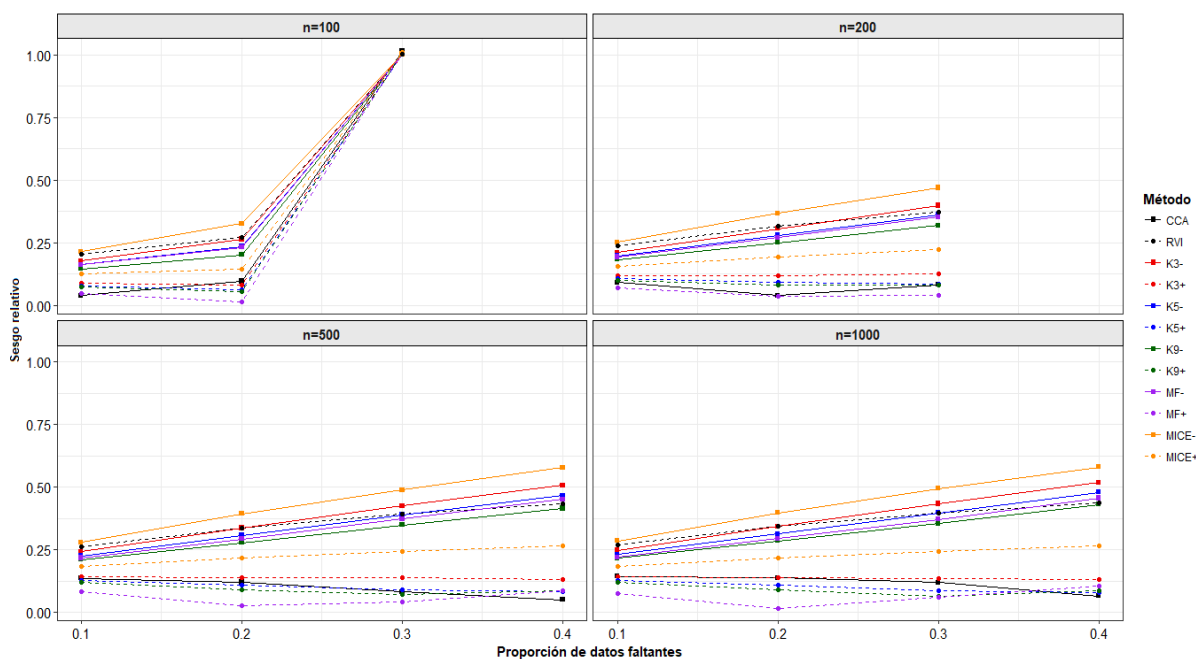 n=100
n=200
1.00
0.75
0.50
0.25
0.00
Sesgo relativo
n=500
n=1000
1.00
0.75
0.50
0.25
0.00
0.1 0.2 0.3 0.4
0.1 0.2 0.3 0.4
Proporción de datos faltantes
Método
CCA
RVI
K3-
K3+
K5-
K5+
K9-
K9+
MF-
MF+
MICE-
MICE+